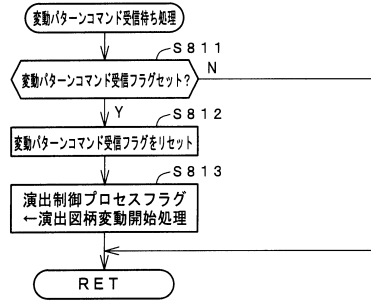 変動パターンコマンド受信待ち処理
S811
変動パターンコマンド受信フラグセット?
N
Y
S812
変動パターンコマンド受信フラグをリセット
S813
演出制御プロセスフラグ
←演出図柄変動開始処理
RET